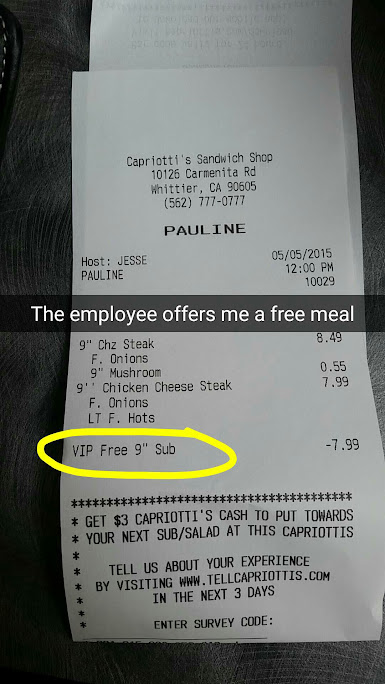 Capriotti's Sandwich Shop
10126 Carmenita Rd
Whittier, CA 90605
(562) 777-0777
PAULINE
Host: JESSE 05/05/2015
PAULINE 12:00 PM
10029
The employee offers me a free meal
9" Chz Steak 8.49
F. Onions
9" Mushroom 0.55
9'' Chicken Cheese Steak 7.99
F. Onions
LT F. Hots
VIP Free 9" Sub -7.99
****************************************
* GET $3 CAPRIOTTI'S CASH TO PUT TOWARDS
* YOUR NEXT SUB/SALAD AT THIS CAPRIOTTIS
*
* TELL US ABOUT YOUR EXPERIENCE
* BY VISITING WWW.TELLCAPRIOTTIS.COM
* IN THE NEXT 3 DAYS
*
* ENTER SURVEY CODE: